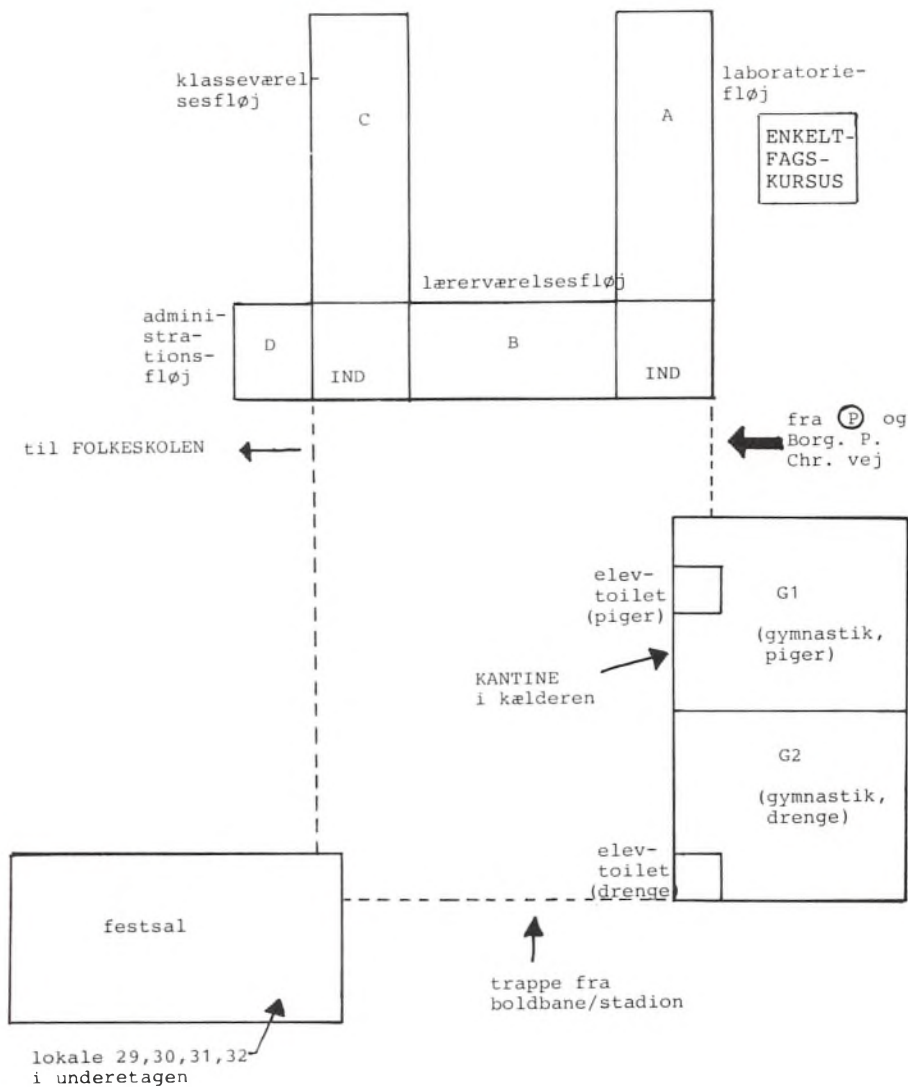 klasseværel-
sesfløj
C
A
laboratorie-
fløj
ENKELT-
FAGS-
KURSUS
lærerværelsesfløj
admini-
stra-
tions-
fløj
D
IND
B
IND
til FOLKESKOLEN
fra P og
Borg. P.
Chr. vej
elev-
toilet
(piger)
G1
(gymnastik,
piger)
KANTINE
i kælderen
G2
(gymnastik,
drenge)
elev-
toilet
(drenge)
festsal
trappe fra
boldbane/stadion
lokale 29,30,31,32
i underetagen